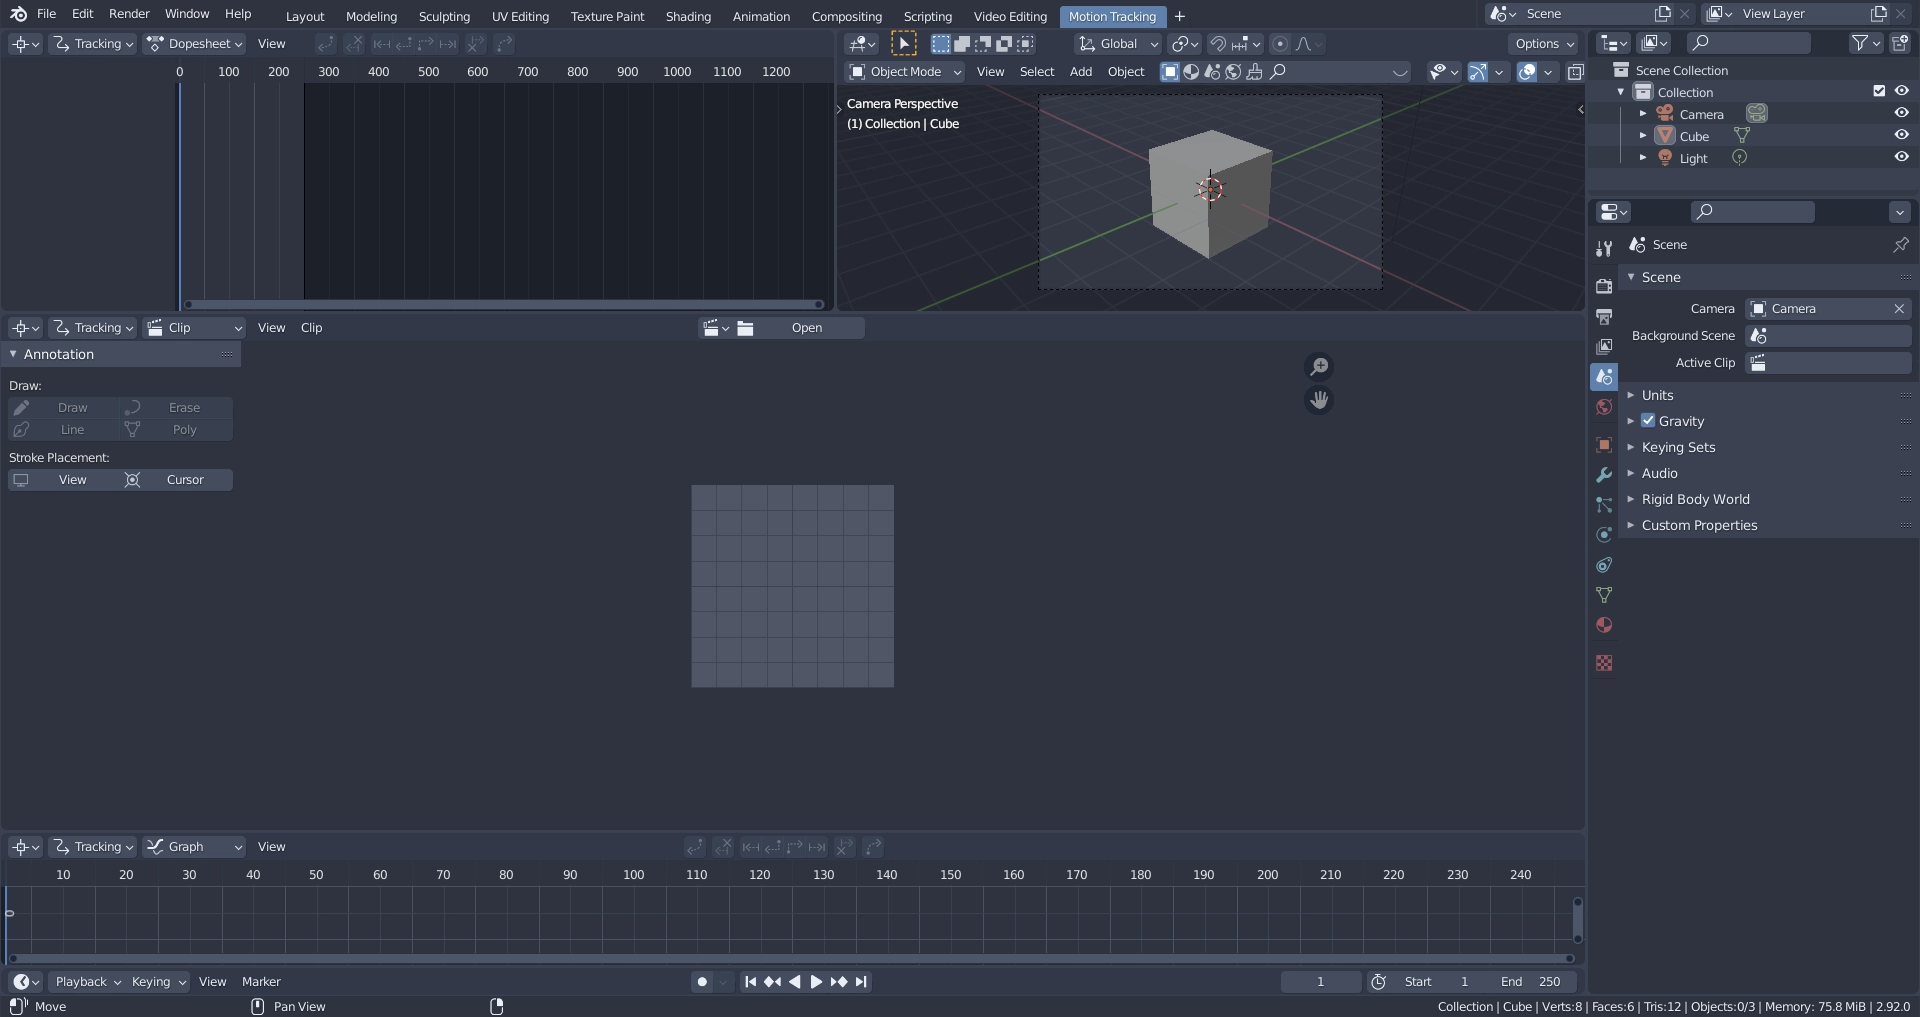 File Edit Render Window Help Layout Modeling Sculpting UV Editing Texture Paint Shading Animation Compositing Scripting Video Editing Motion Tracking + Scene View Layer
Tracking Dopesheet View
Global Options
0 100 200 300 400 500 600 700 800 900 1000 1100 1200
Object Mode View Select Add Object
Camera Perspective
(1) Collection | Cube
Scene Collection
Collection
Camera
Cube
Light
Scene
Scene
Camera Camera
Background Scene
Active Clip
Units
Gravity
Keying Sets
Audio
Rigid Body World
Custom Properties
Tracking Clip View Clip Open
Annotation
Draw:
Draw Erase
Line Poly
Stroke Placement:
View Cursor
Tracking Graph View
10 20 30 40 50 60 70 80 90 100 110 120 130 140 150 160 170 180 190 200 210 220 230 240
0
Playback Keying View Marker 1 Start 1 End 250
Move Pan View Collection | Cube | Verts:8 | Faces:6 | Tris:12 | Objects:0/3 | Memory: 75.8 MiB | 2.92.0